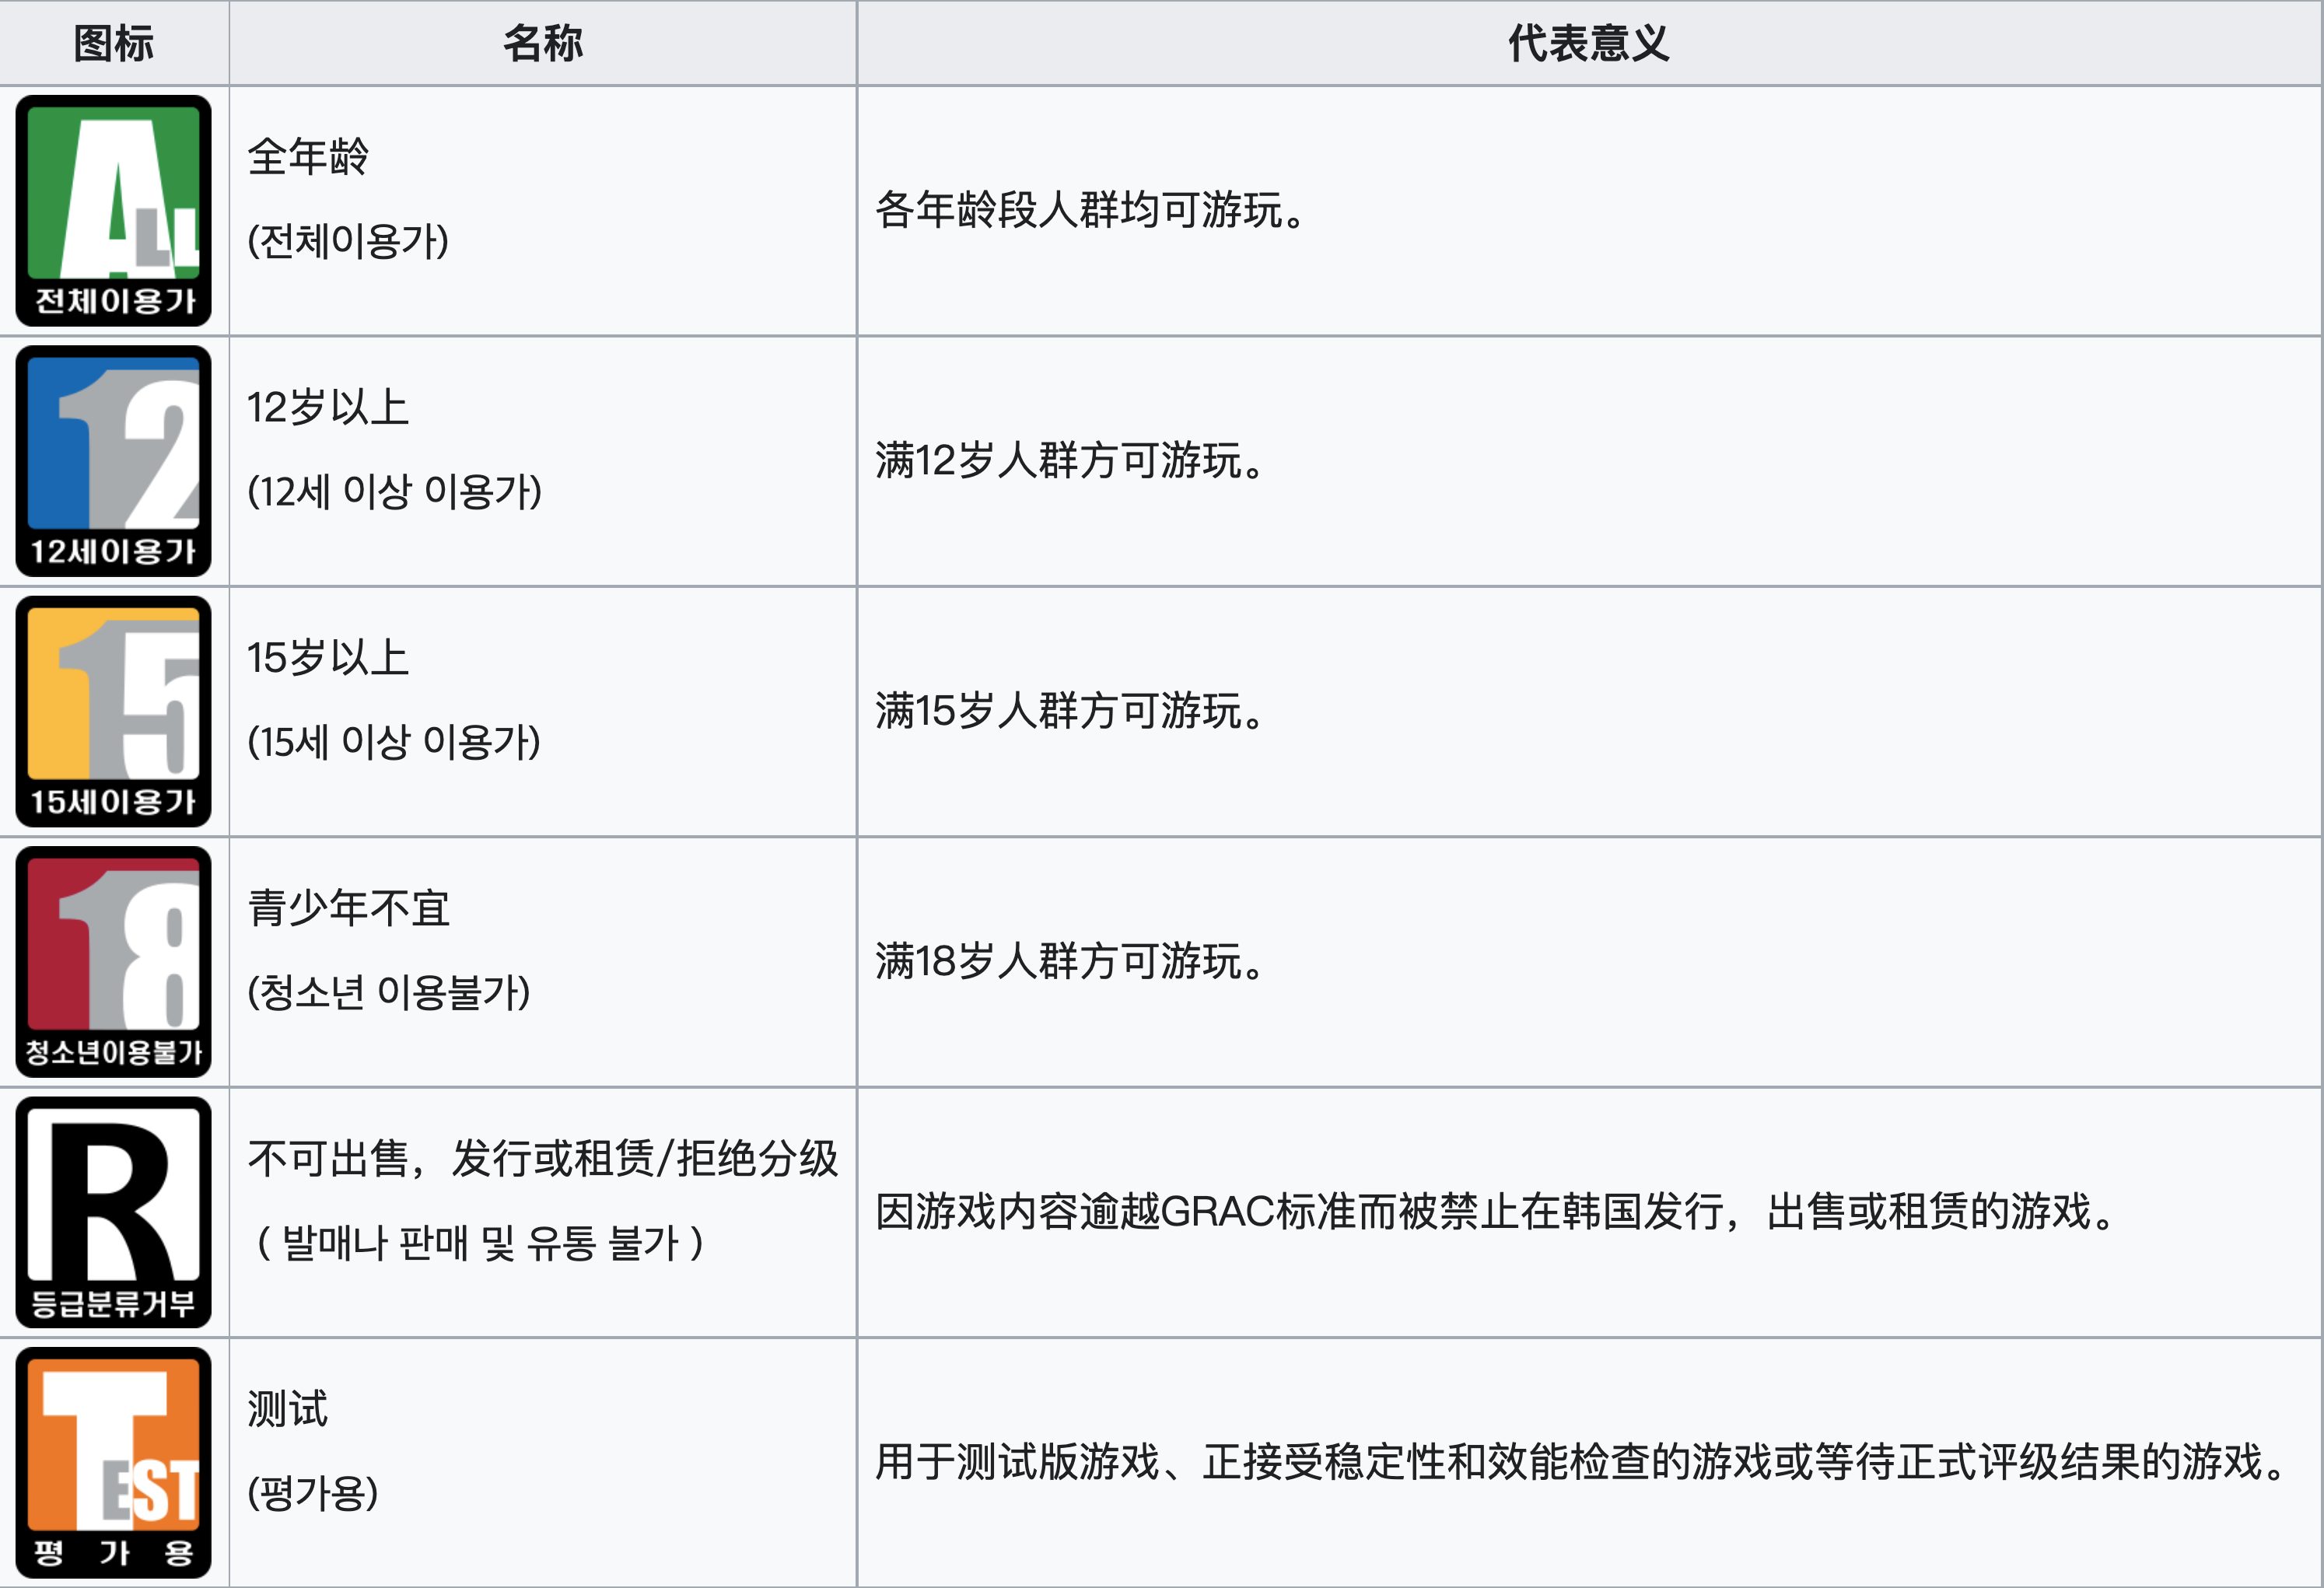 图标 名称 代表意义
ALL
전체이용가
全年龄
(전체이용가)
各年龄段人群均可游玩。
12
12세이용가
12岁以上
(12세 이상 이용가)
满12岁人群方可游玩。
15
15세이용가
15岁以上
(15세 이상 이용가)
满15岁人群方可游玩。
18
청소년이용불가
青少年不宜
(청소년 이용불가)
满18岁人群方可游玩。
R
등급분류거부
不可出售，发行或租赁/拒绝分级
( 발매나 판매 및 유통 불가 )
因游戏内容逾越GRAC标准而被禁止在韩国发行，出售或租赁的游戏。
TEST
평 가 용
测试
(평가용)
用于测试版游戏、正接受稳定性和效能检查的游戏或等待正式评级结果的游戏。